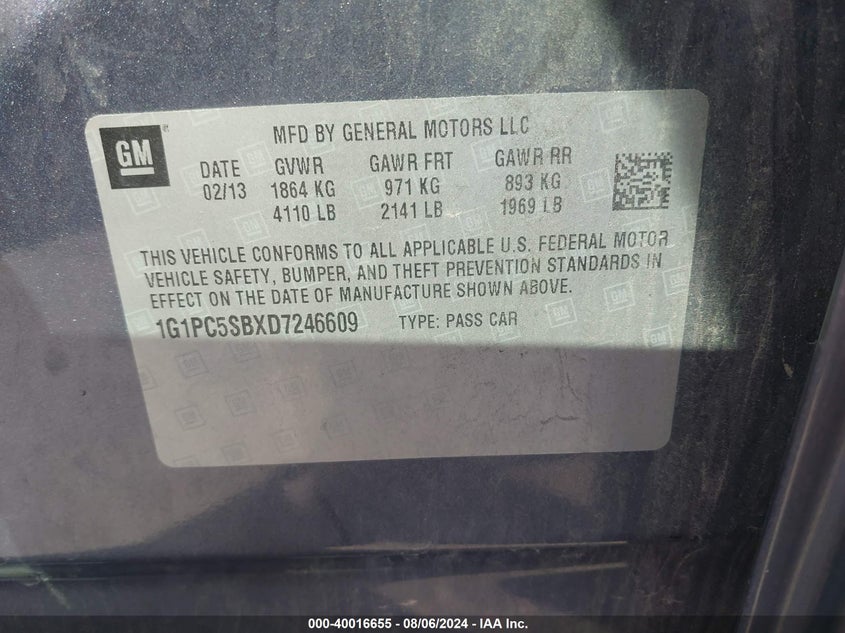 GM
MFD BY GENERAL MOTORS LLC
DATE GVWR GAWR FRT GAWR RR
02/13 1864 KG 971 KG 893 KG
4110 LB 2141 LB 1969 LB
THIS VEHICLE CONFORMS TO ALL APPLICABLE U.S. FEDERAL MOTOR
VEHICLE SAFETY, BUMPER, AND THEFT PREVENTION STANDARDS IN
EFFECT ON THE DATE OF MANUFACTURE SHOWN ABOVE.
1G1PC5SBXD7246609 TYPE: PASS CAR
000-40016655 - 08/06/2024 - IAA Inc.